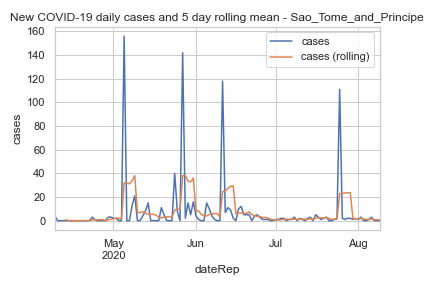 New COVID-19 daily cases and 5 day rolling mean - Sao_Tome_and_Principe
cases
cases (rolling)
160
140
120
100
80
60
40
20
0
cases
May
2020
Jun
Jul
Aug
dateRep